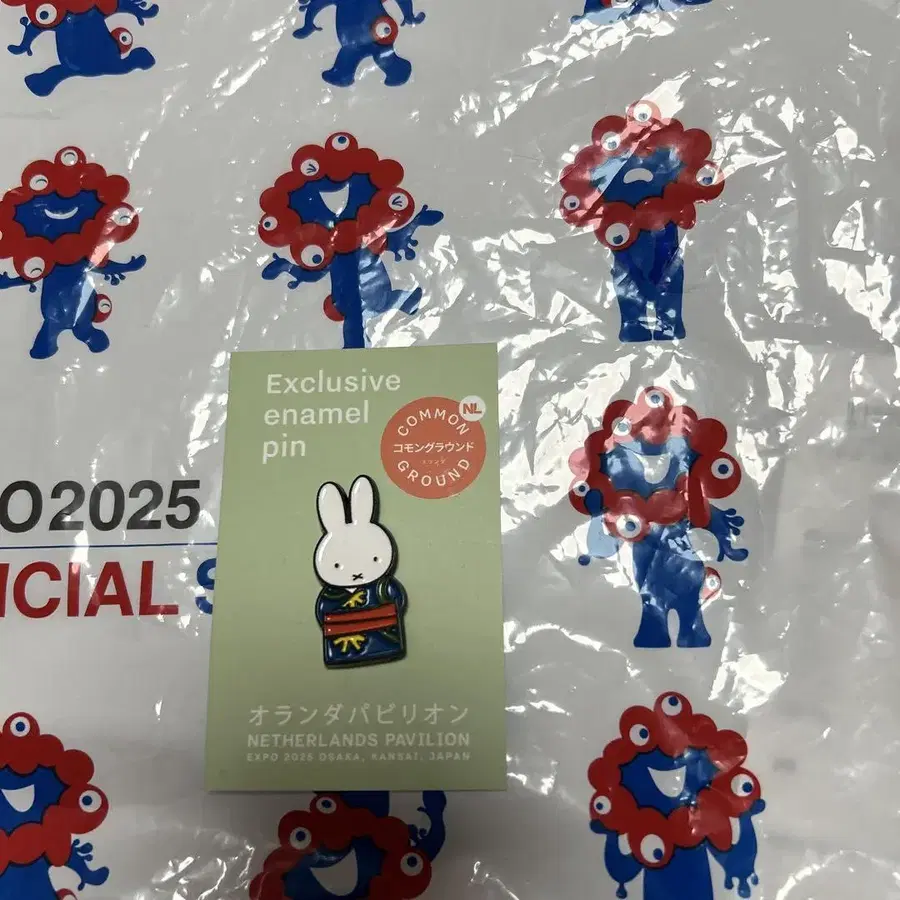 Exclusive
enamel
pin
NL
COMMON
コモングラウンド
GROUND
O2025
ICIAL S
オランダパビリオン
NETHERLANDS PAVILION
EXPO 2025 OSAKA, KANSAI, JAPAN